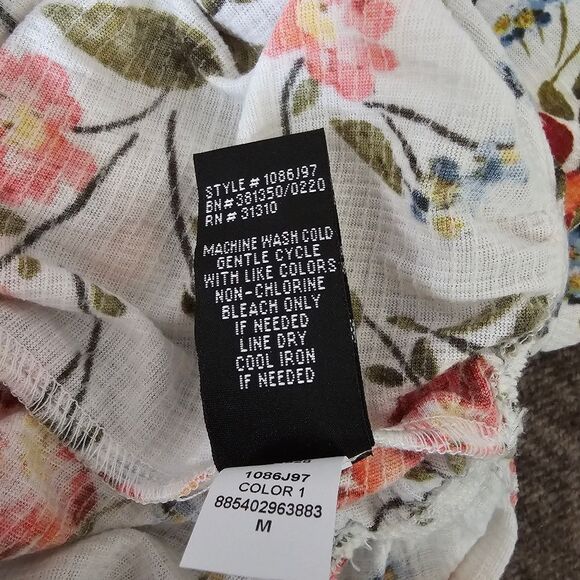 STYLE # 1086J97
BN# 381350/0220
RN # 31310
MACHINE WASH COLD
GENTLE CYCLE
WITH LIKE COLORS
NON-CHLORINE
BLEACH ONLY
IF NEEDED
LINE DRY
COOL IRON
IF NEEDED
1086J97
COLOR 1
885402963883
M